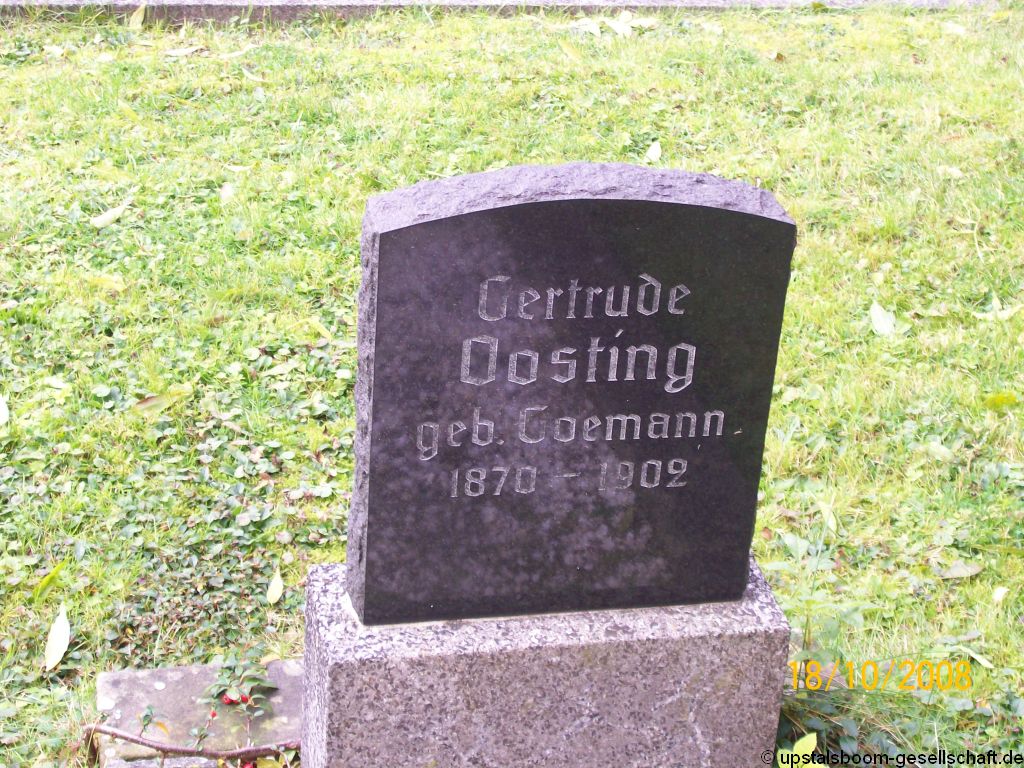 Gertrude
Oosting
geb. Goemann
1870 – 1902
18/10/2008
© upstalsboom-gesellschaft.de